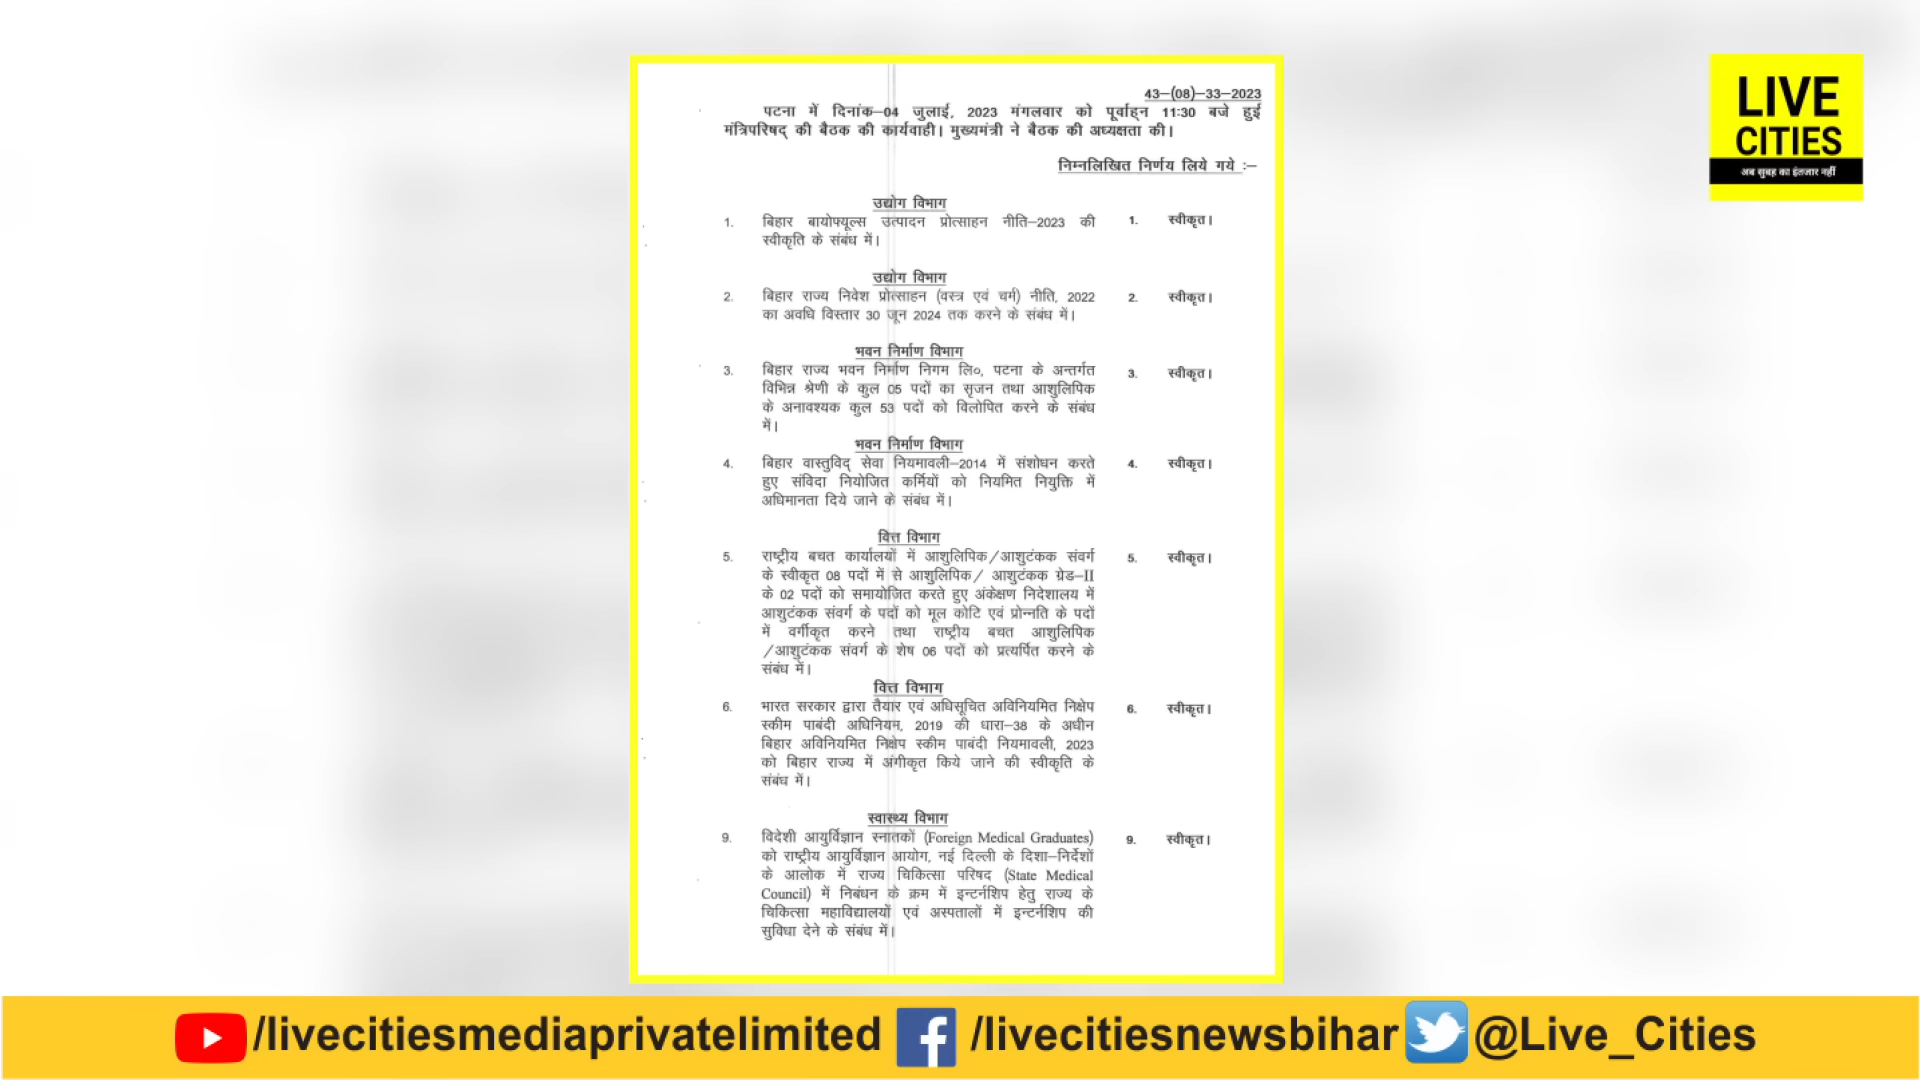 LIVE
CITIES
अब सुबह का इंतजार नहीं
43–(08)–33–2023
पटना में दिनांक–04 जुलाई, 2023 मंगलवार को पूर्वाह्न 11:30 बजे हुई
मंत्रिपरिषद् की बैठक की कार्यवाही। मुख्यमंत्री ने बैठक की अध्यक्षता की।
निम्नलिखित निर्णय लिये गये :–
उद्योग विभाग
1. बिहार बायोफ्यूल्स उत्पादन प्रोत्साहन नीति–2023 की 1. स्वीकृत।
स्वीकृति के संबंध में।
उद्योग विभाग
2. बिहार राज्य निवेश प्रोत्साहन (वस्त्र एवं चर्म) नीति, 2022 2. स्वीकृत।
का अवधि विस्तार 30 जून 2024 तक करने के संबंध में।
भवन निर्माण विभाग
3. बिहार राज्य भवन निर्माण निगम लि०, पटना के अन्तर्गत 3. स्वीकृत।
विभिन्न श्रेणी के कुल 05 पदों का सृजन तथा आशुलिपिक
के अनावश्यक कुल 53 पदों को विलोपित करने के संबंध
में।
भवन निर्माण विभाग
4. बिहार वास्तुविद् सेवा नियमावली–2014 में संशोधन करते 4. स्वीकृत।
हुए संविदा नियोजित कर्मियों को नियमित नियुक्ति में
अधिमानता दिये जाने के संबंध में।
वित्त विभाग
5. राष्ट्रीय बचत कार्यालयों में आशुलिपिक/आशुटंकक संवर्ग 5. स्वीकृत।
के स्वीकृत 08 पदों में से आशुलिपिक/ आशुटंकक ग्रेड–II
के 02 पदों को समायोजित करते हुए अंकेक्षण निदेशालय में
आशुटंकक संवर्ग के पदों को मूल कोटि एवं प्रोन्नति के पदों
में वर्गीकृत करने तथा राष्ट्रीय बचत आशुलिपिक
/आशुटंकक संवर्ग के शेष 06 पदों को प्रत्यर्पित करने के
संबंध में।
वित्त विभाग
6. भारत सरकार द्वारा तैयार एवं अधिसूचित अविनियमित निक्षेप 6. स्वीकृत।
स्कीम पाबंदी अधिनियम, 2019 की धारा–38 के अधीन
बिहार अविनियमित निक्षेप स्कीम पाबंदी नियमावली, 2023
को बिहार राज्य में अंगीकृत किये जाने की स्वीकृति के
संबंध में।
स्वास्थ्य विभाग
9. विदेशी आयुर्विज्ञान स्नातकों (Foreign Medical Graduates) 9. स्वीकृत।
को राष्ट्रीय आयुर्विज्ञान आयोग, नई दिल्ली के दिशा–निर्देशों
के आलोक में राज्य चिकित्सा परिषद (State Medical
Council) में निबंधन के क्रम में इन्टर्नशिप हेतु राज्य के
चिकित्सा महाविद्यालयों एवं अस्पतालों में इन्टर्नशिप की
सुविधा देने के संबंध में।
/livecitiesmediaprivatelimited /livecitiesnewsbihar @Live_Cities